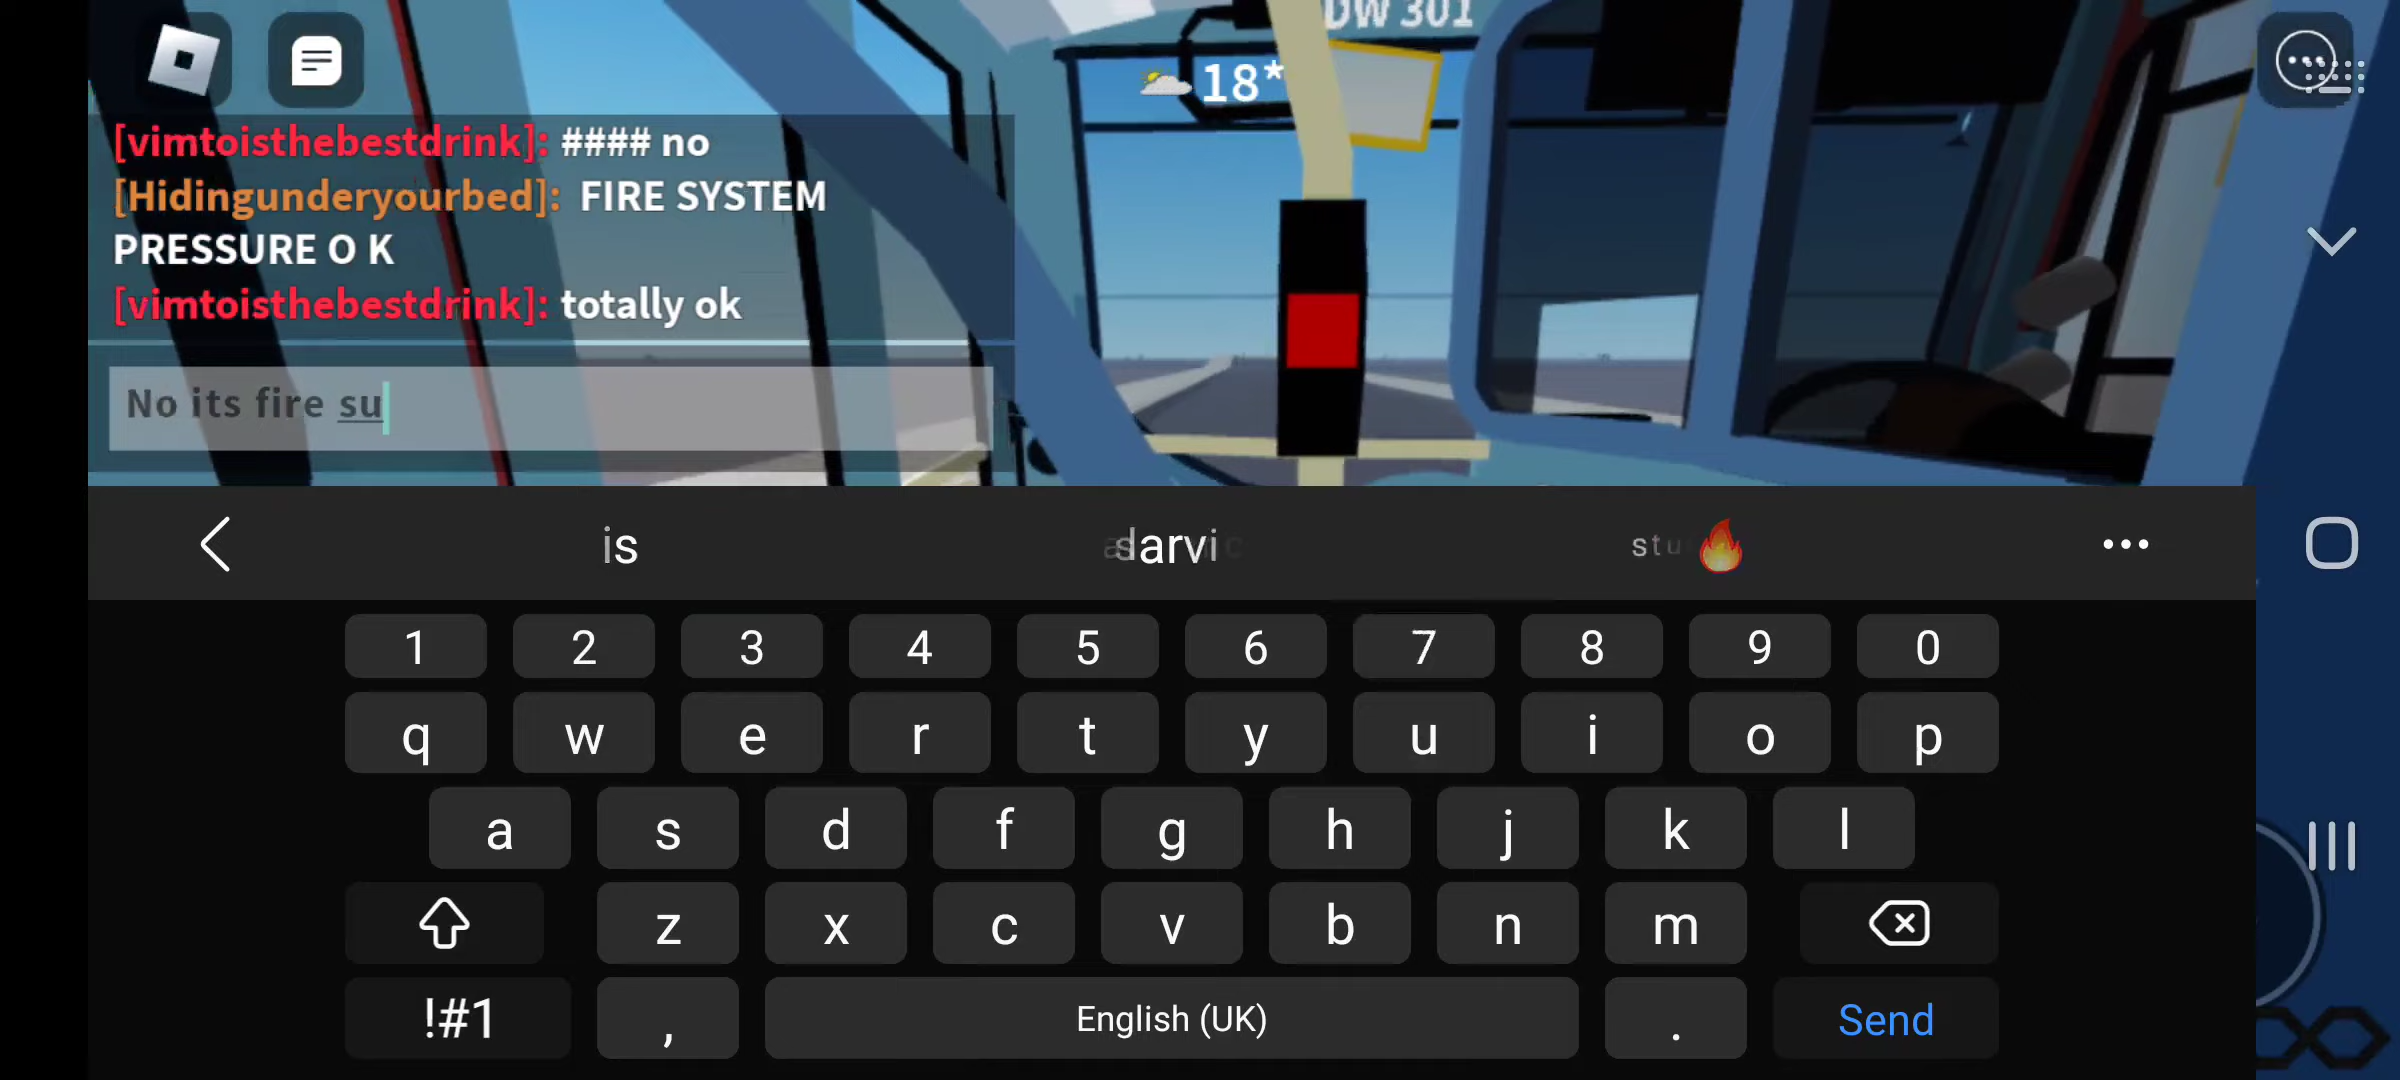 DW 301
18*
[vimtoisthebestdrink]: #### no
[Hidingunderyourbed]: FIRE SYSTEM
PRESSURE O K
[vimtoisthebestdrink]: totally ok
No its fire su
is
1 2 3 4 5 6 7 8 9 0
q w e r t y u i o p
a s d f g h j k l
z x c v b n m
!#1 , English (UK) . Send